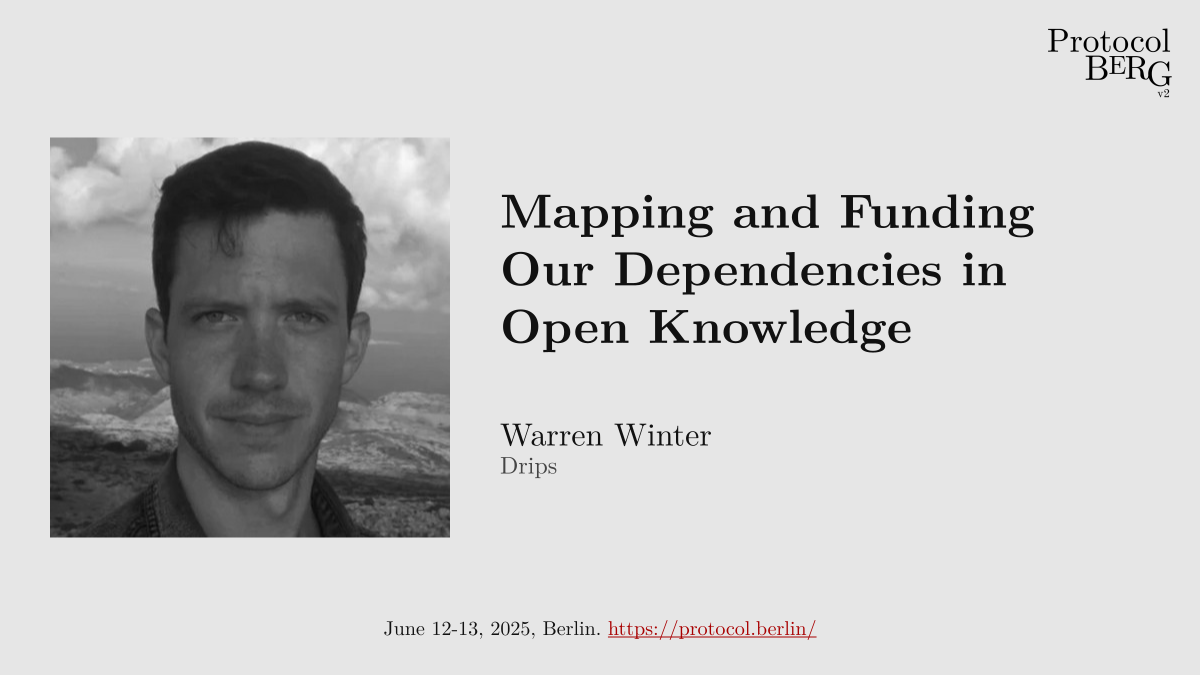 Protocol
BERG
v2
Mapping and Funding
Our Dependencies in
Open Knowledge
Warren Winter
Drips
June 12-13, 2025, Berlin. https://protocol.berlin/